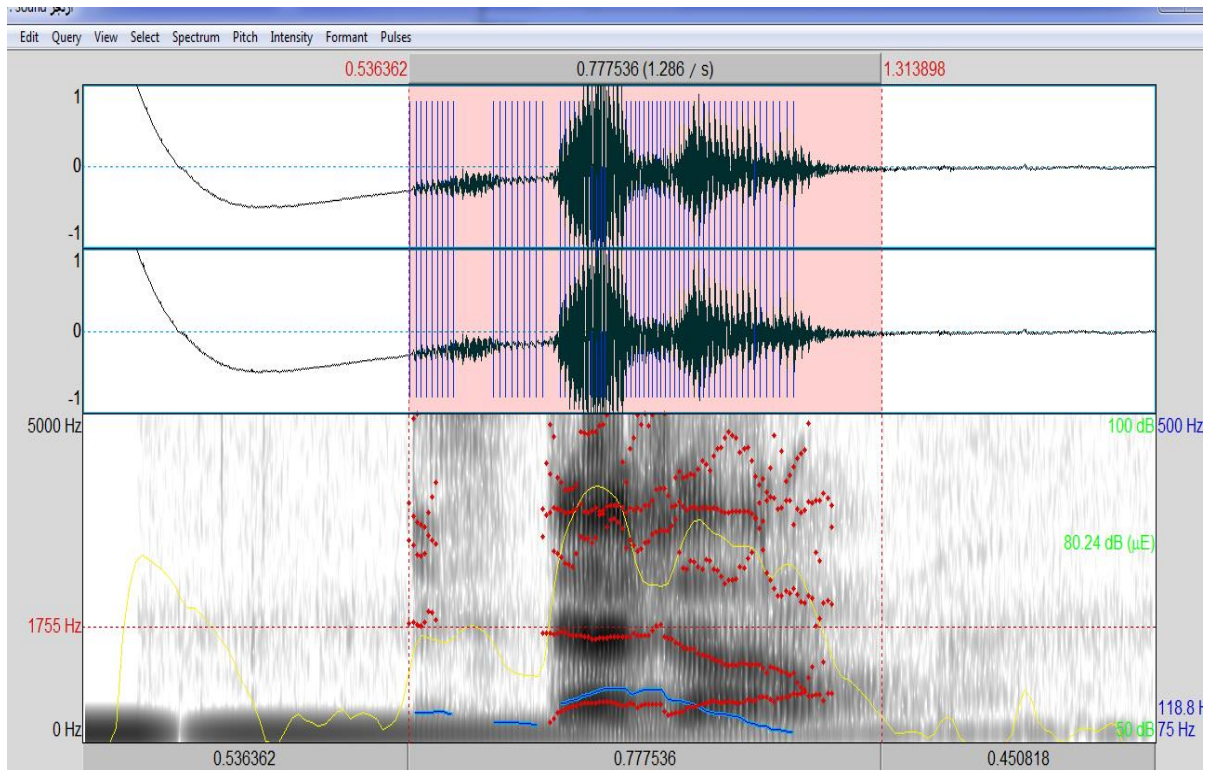 Edit Query View Select Spectrum Pitch Intensity Formant Pulses
0.536362 0.777536 (1.286 / s) 1.313898
1
0
-1
1
0
-1
5000 Hz 100 dB 500 Hz
80.24 dB (µE)
1755 Hz
118.8 H
0 Hz 50 dB 75 Hz
0.536362 0.777536 0.450818